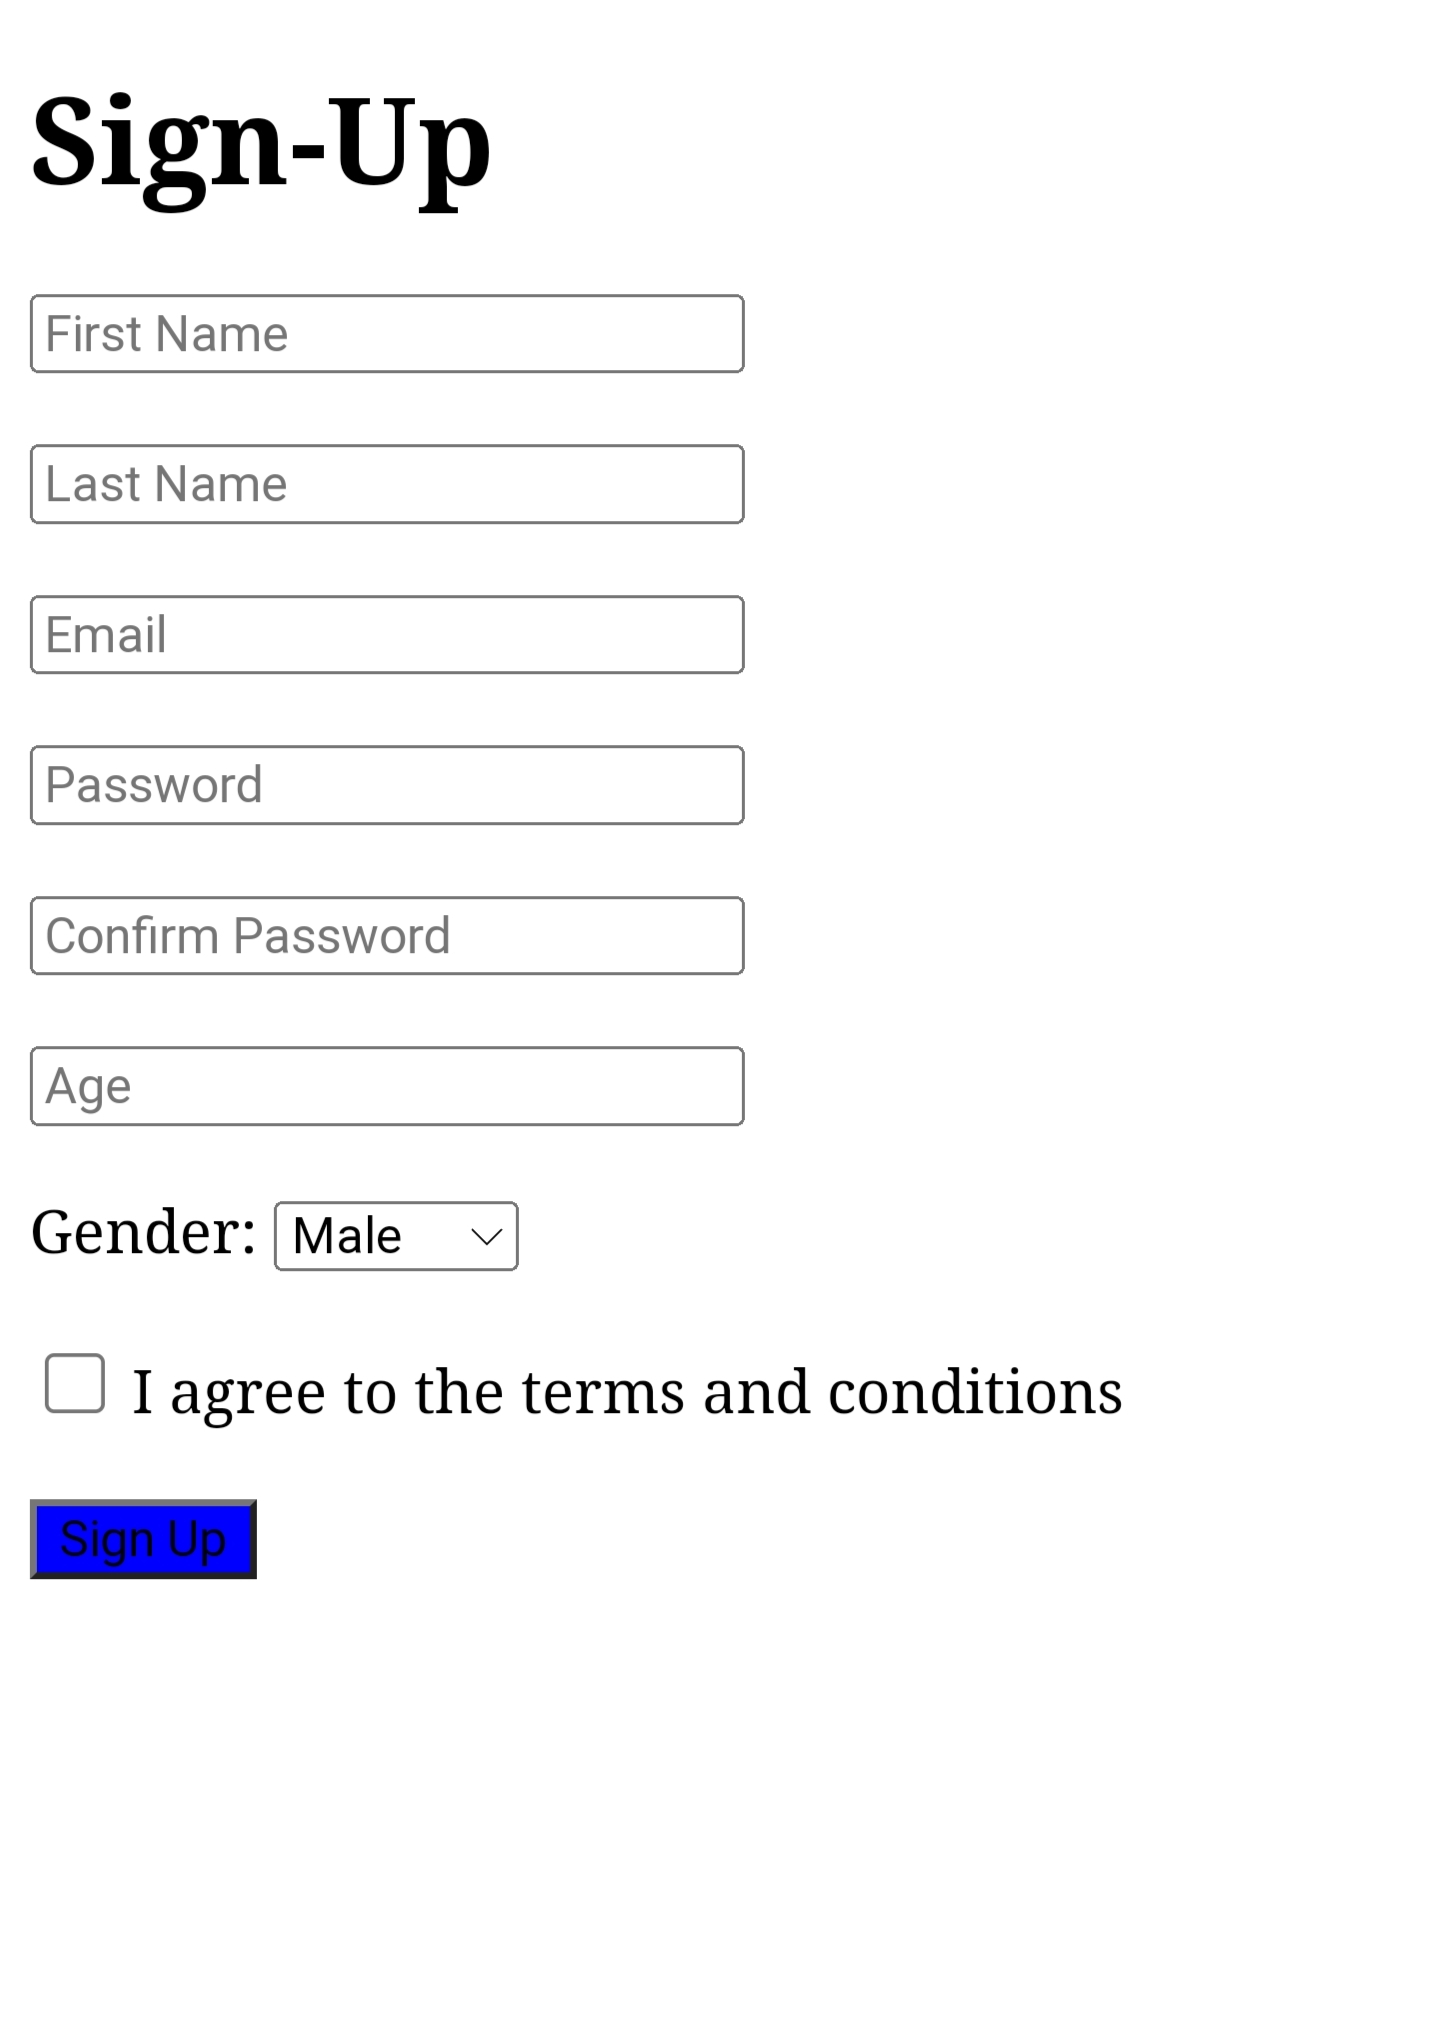 Sign-Up
First Name
Last Name
Email
Password
Confirm Password
Age
Gender: Male
I agree to the terms and conditions
Sign Up